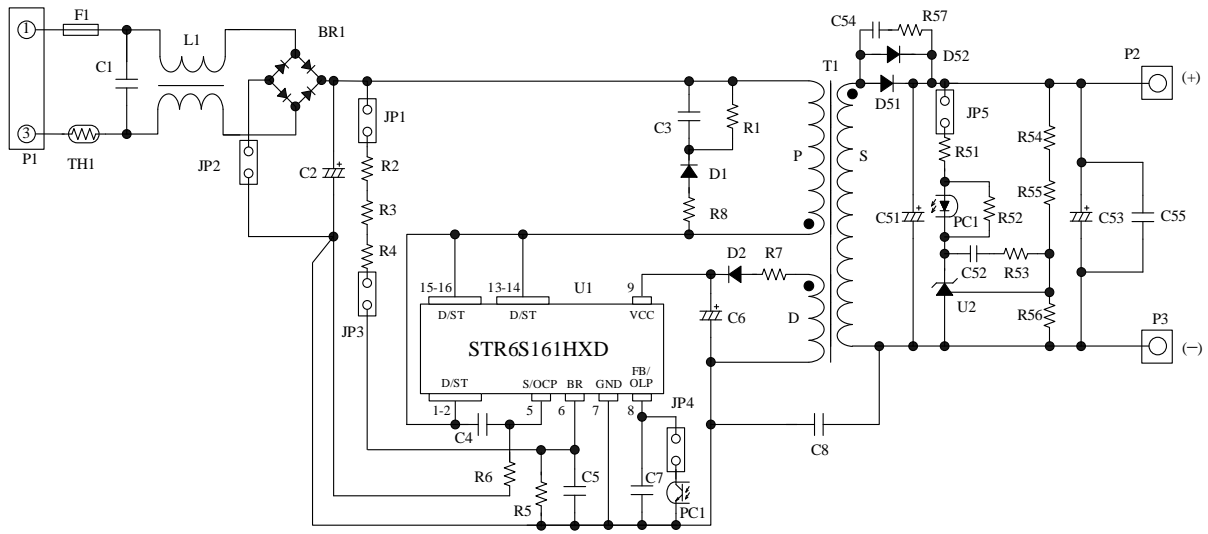 F1
1
L1
BR1
C1
3
P1
TH1
JP2
C2
JP1
R2
R3
R4
JP3
C3
R1
D1
R8
T1
P
S
C54
R57
D52
D51
P2
(+)
JP5
R51
R54
R55
PC1
R52
C51
C53
C55
C52
R53
U2
R56
P3
(−)
D2
R7
C6
D
15-16
13-14
U1
9
D/ST
D/ST
VCC
STR6S161HXD
D/ST
S/OCP
BR
GND
FB/
OLP
1-2
5
6
7
8
JP4
C4
R6
R5
C5
C7
PC1
C8